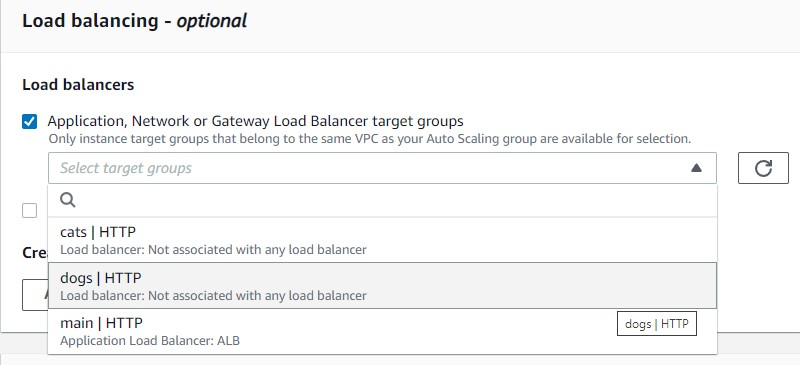 Load balancing - optional
Load balancers
Application, Network or Gateway Load Balancer target groups
Only instance target groups that belong to the same VPC as your Auto Scaling group are available for selection.
Select target groups
cats | HTTP
Load balancer: Not associated with any load balancer
Cre
dogs | HTTP
Load balancer: Not associated with any load balancer
main | HTTP
dogs | HTTP
Application Load Balancer: ALB